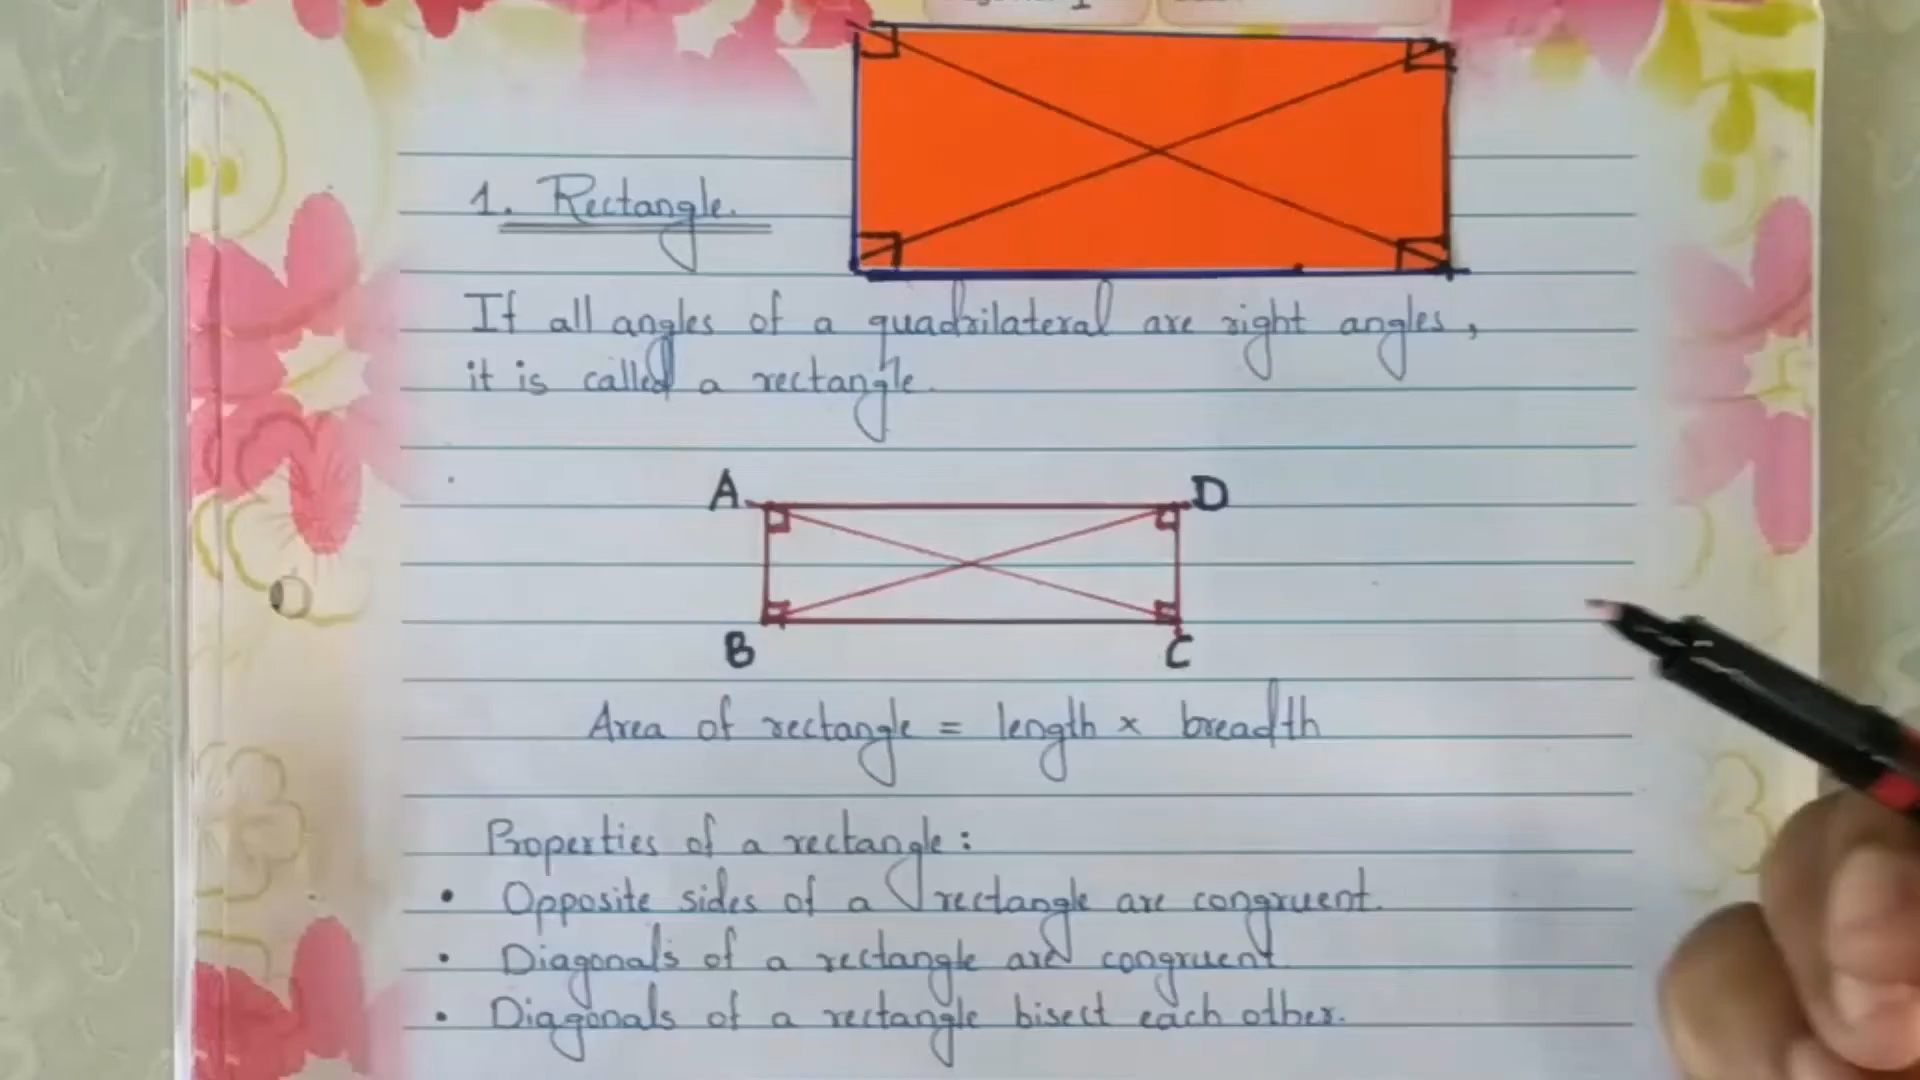 1. Rectangle.
If all angles of a quadrilateral are right angles,
it is called a rectangle.
A D
B C
Area of rectangle = length × breadth
Properties of a rectangle:
• Opposite sides of a rectangle are congruent.
• Diagonals of a rectangle are congruent
• Diagonals of a rectangle bisect each other.